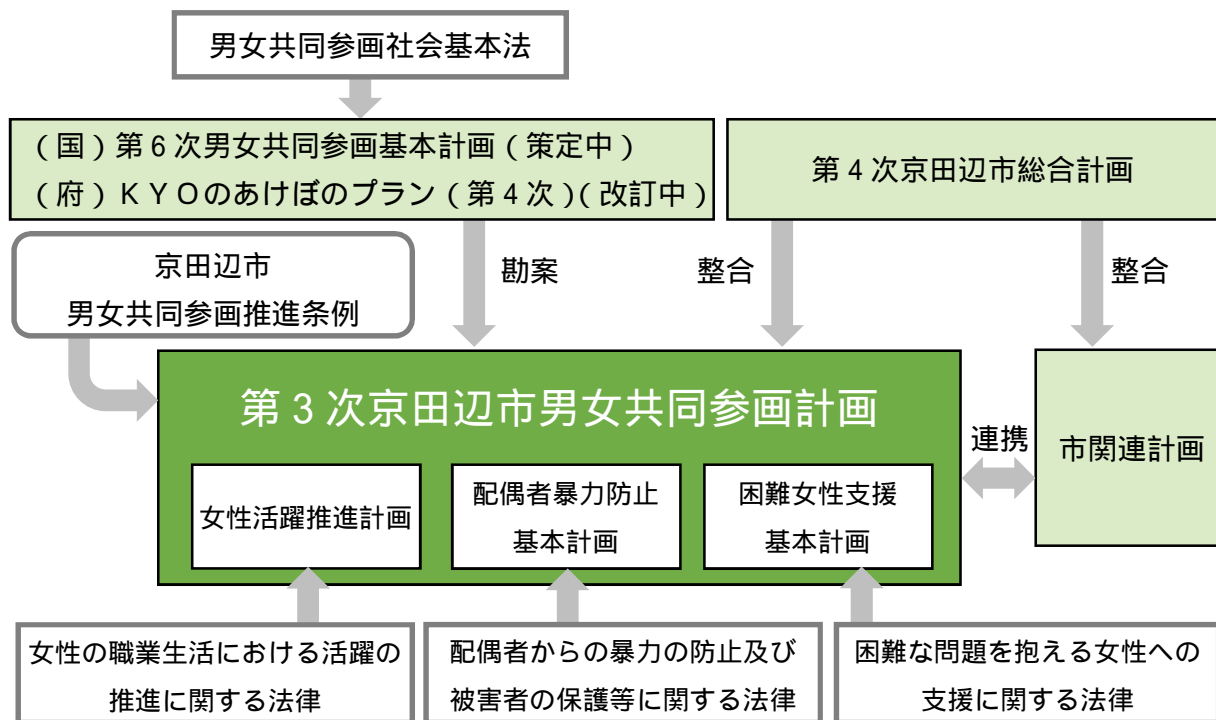 男女共同参画社会基本法
（国）第６次男女共同参画基本計画（策定中）
（府）ＫＹＯのあけぼのプラン（第４次）（改訂中）
第４次京田辺市総合計画
京田辺市
男女共同参画推進条例
勘案
整合
整合
第３次京田辺市男女共同参画計画
連携
市関連計画
女性活躍推進計画
配偶者暴力防止
基本計画
困難女性支援
基本計画
女性の職業生活における活躍の
推進に関する法律
配偶者からの暴力の防止及び
被害者の保護等に関する法律
困難な問題を抱える女性への
支援に関する法律